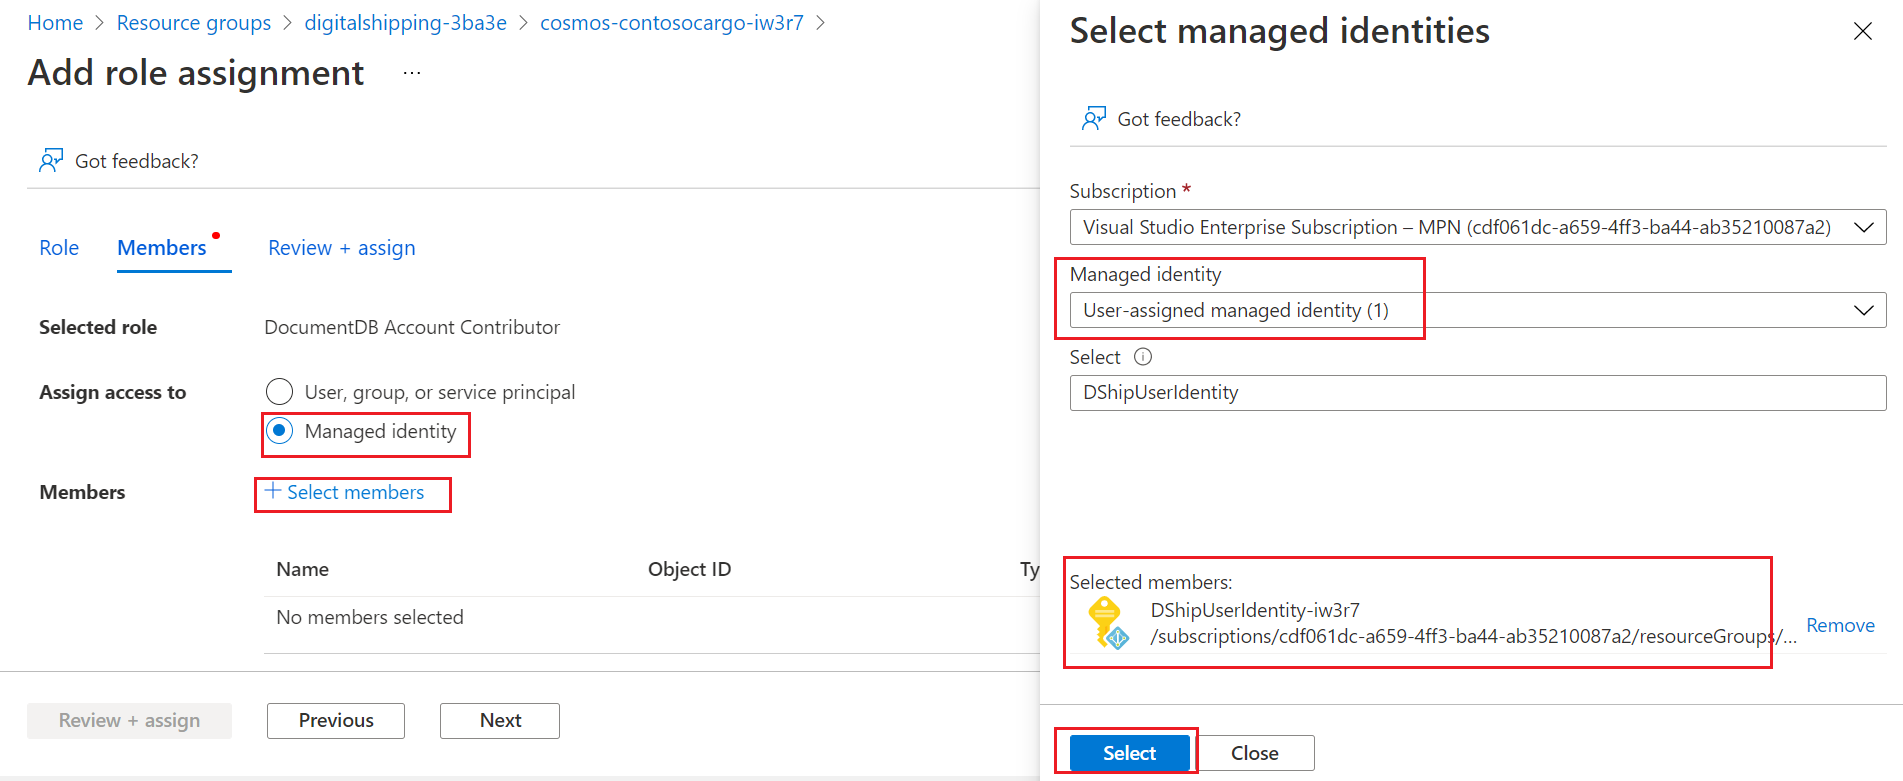 Home > Resource groups > digitalshipping-3ba3e > cosmos-contosocargo-iw3r7 >
Add role assignment ...
Got feedback?
Role Members Review + assign
Selected role DocumentDB Account Contributor
Assign access to User, group, or service principal
Managed identity
Members + Select members
Name Object ID Ty
No members selected
Review + assign Previous Next
Select managed identities
Got feedback?
Subscription *
Visual Studio Enterprise Subscription – MPN (cdf061dc-a659-4ff3-ba44-ab35210087a2)
Managed identity
User-assigned managed identity (1)
Select
DShipUserIdentity
Selected members:
DShipUserIdentity-iw3r7
/subscriptions/cdf061dc-a659-4ff3-ba44-ab35210087a2/resourceGroups/... Remove
Select Close